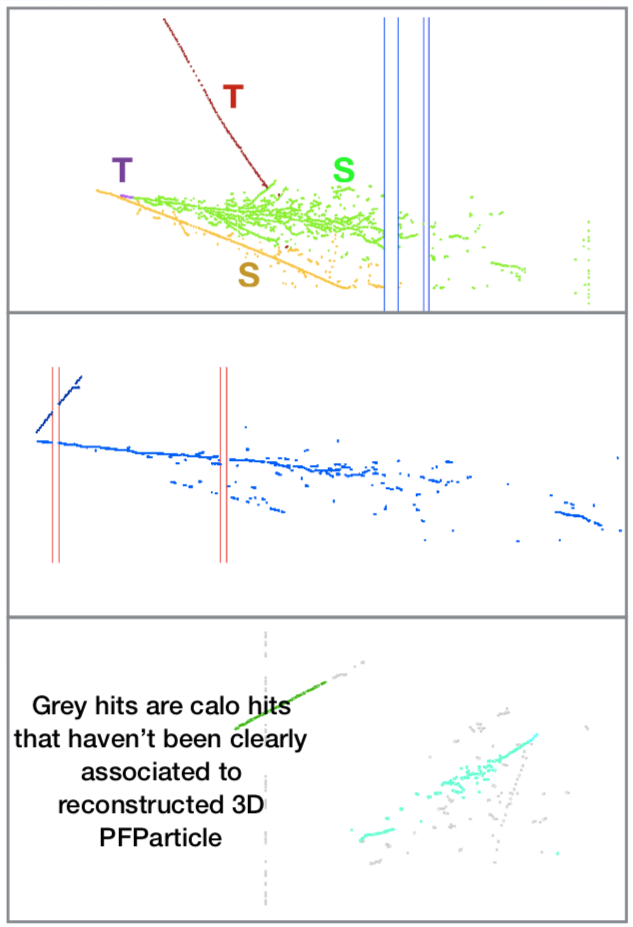 T
T
S
S
Grey hits are calo hits
that haven't been clearly
associated to
reconstructed 3D
PFParticle